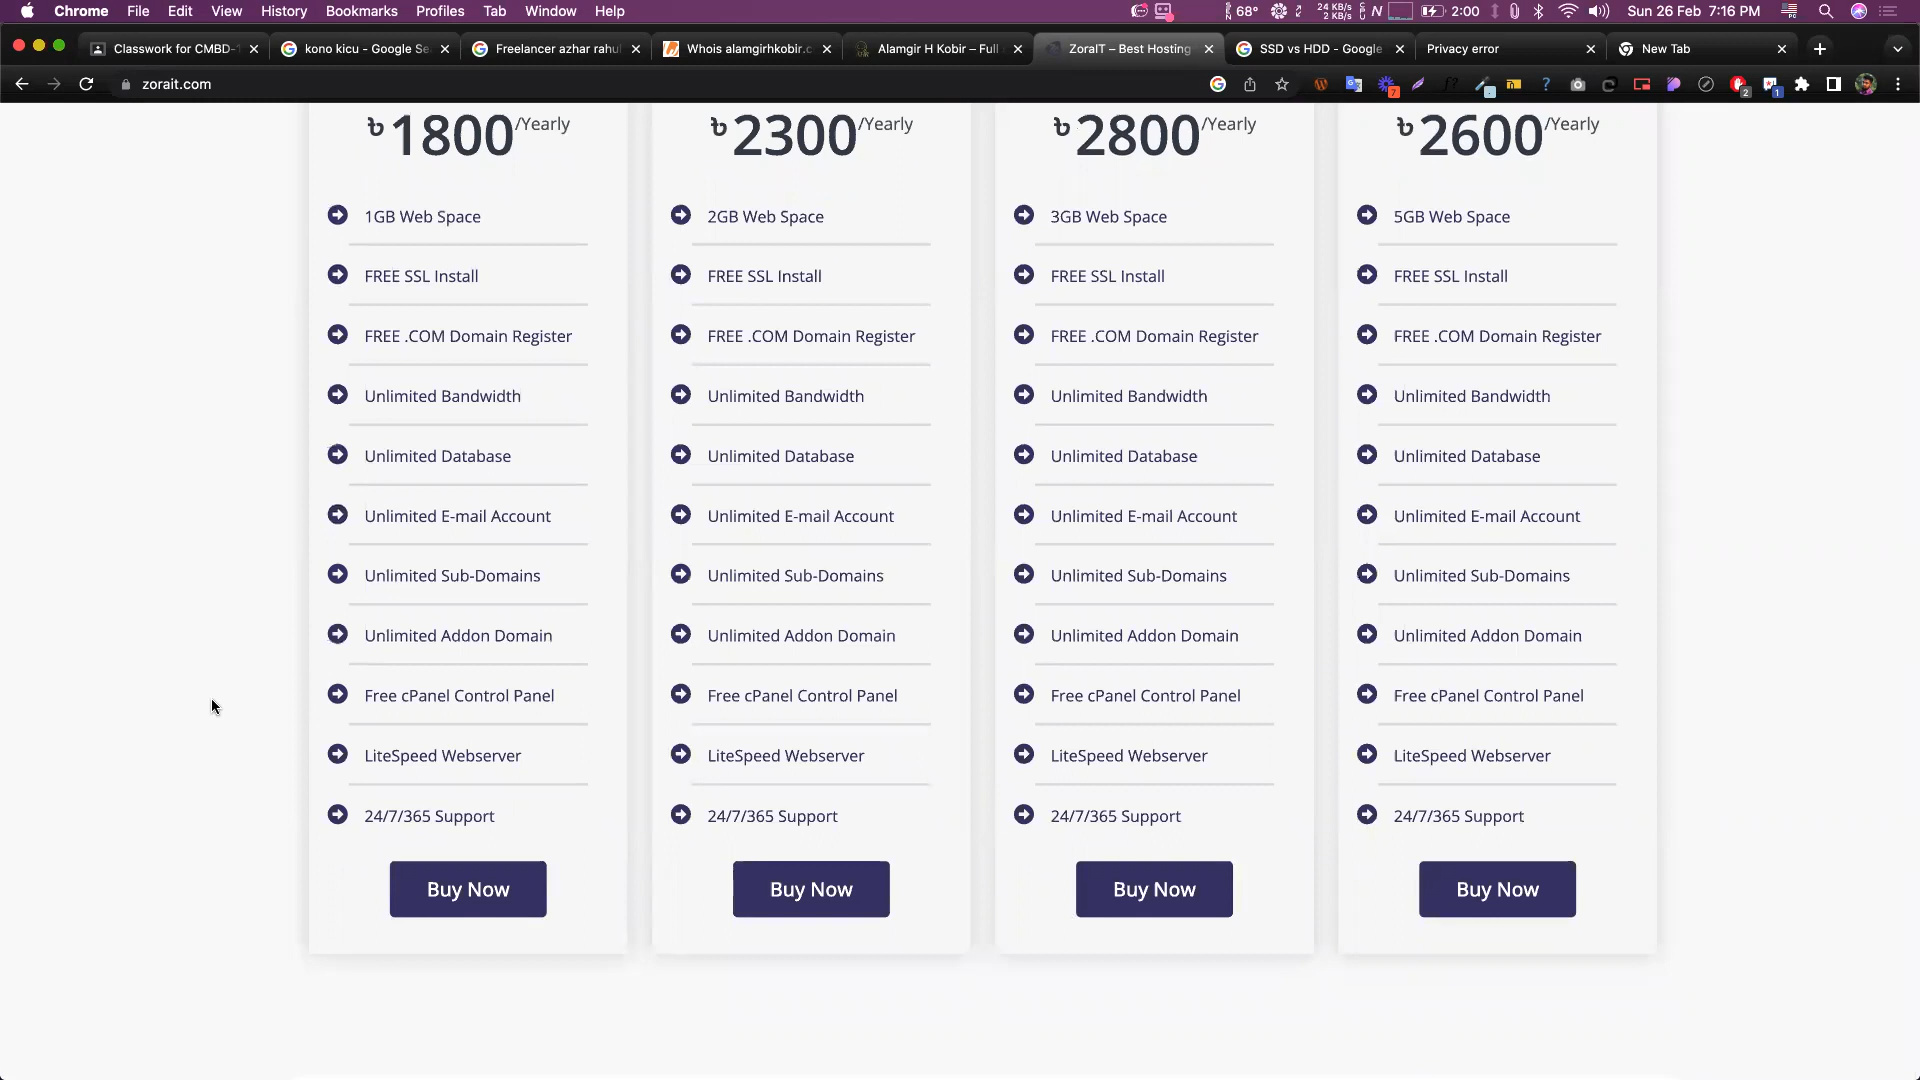 Chrome File Edit View History Bookmarks Profiles Tab Window Help 68° 24 KB/s 2 KB/s N 2:00 Sun 26 Feb 7:16 PM
Classwork for CMBD-1 kono kicu - Google Se Freelancer azhar rahul Whois alamgirhkobir.c Alamgir H Kobir – Full ZoraIT – Best Hosting SSD vs HDD - Google Privacy error New Tab
zorait.com 7 2 1
৳1800/Yearly ৳2300/Yearly ৳2800/Yearly ৳2600/Yearly
1GB Web Space 2GB Web Space 3GB Web Space 5GB Web Space
FREE SSL Install FREE SSL Install FREE SSL Install FREE SSL Install
FREE .COM Domain Register FREE .COM Domain Register FREE .COM Domain Register FREE .COM Domain Register
Unlimited Bandwidth Unlimited Bandwidth Unlimited Bandwidth Unlimited Bandwidth
Unlimited Database Unlimited Database Unlimited Database Unlimited Database
Unlimited E-mail Account Unlimited E-mail Account Unlimited E-mail Account Unlimited E-mail Account
Unlimited Sub-Domains Unlimited Sub-Domains Unlimited Sub-Domains Unlimited Sub-Domains
Unlimited Addon Domain Unlimited Addon Domain Unlimited Addon Domain Unlimited Addon Domain
Free cPanel Control Panel Free cPanel Control Panel Free cPanel Control Panel Free cPanel Control Panel
LiteSpeed Webserver LiteSpeed Webserver LiteSpeed Webserver LiteSpeed Webserver
24/7/365 Support 24/7/365 Support 24/7/365 Support 24/7/365 Support
Buy Now Buy Now Buy Now Buy Now